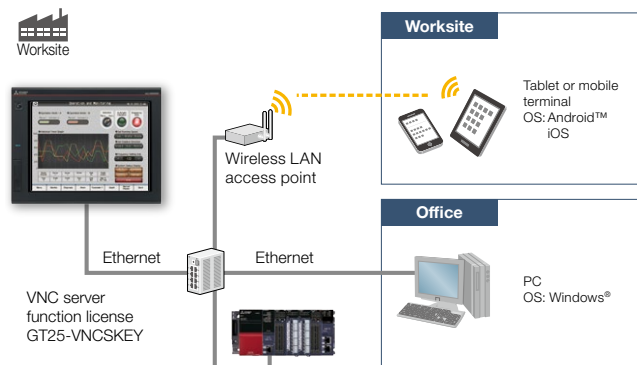 Worksite
Worksite
Tablet or mobile
terminal
OS: Android™
iOS
Wireless LAN
access point
Office
Ethernet
Ethernet
VNC server
function license
GT25-VNCSKEY
PC
OS: Windows®